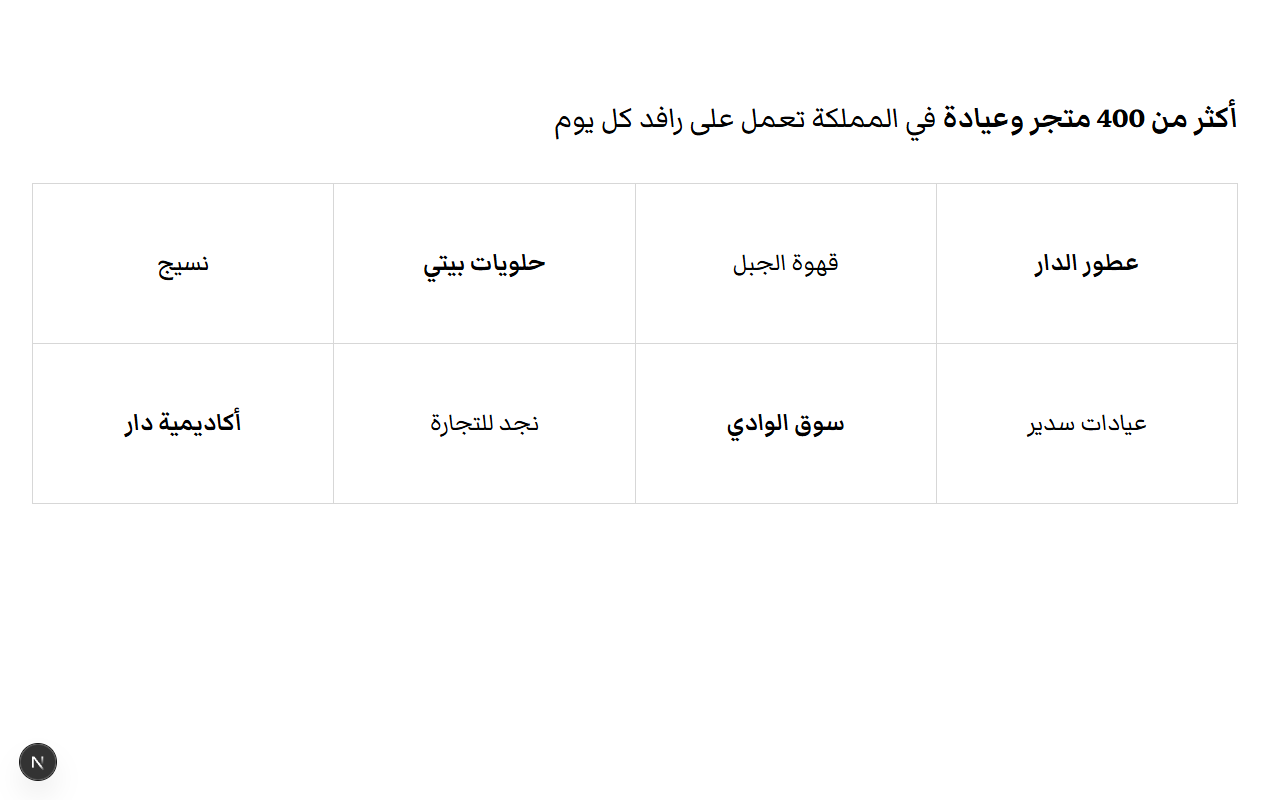 أكثر من 400 متجر وعيادة في المملكة تعمل على رافد كل يوم
عطور الدار
قهوة الجبل
حلويات بيتي
نسيج
عيادات سدير
سوق الوادي
نجد للتجارة
أكاديمية دار
N